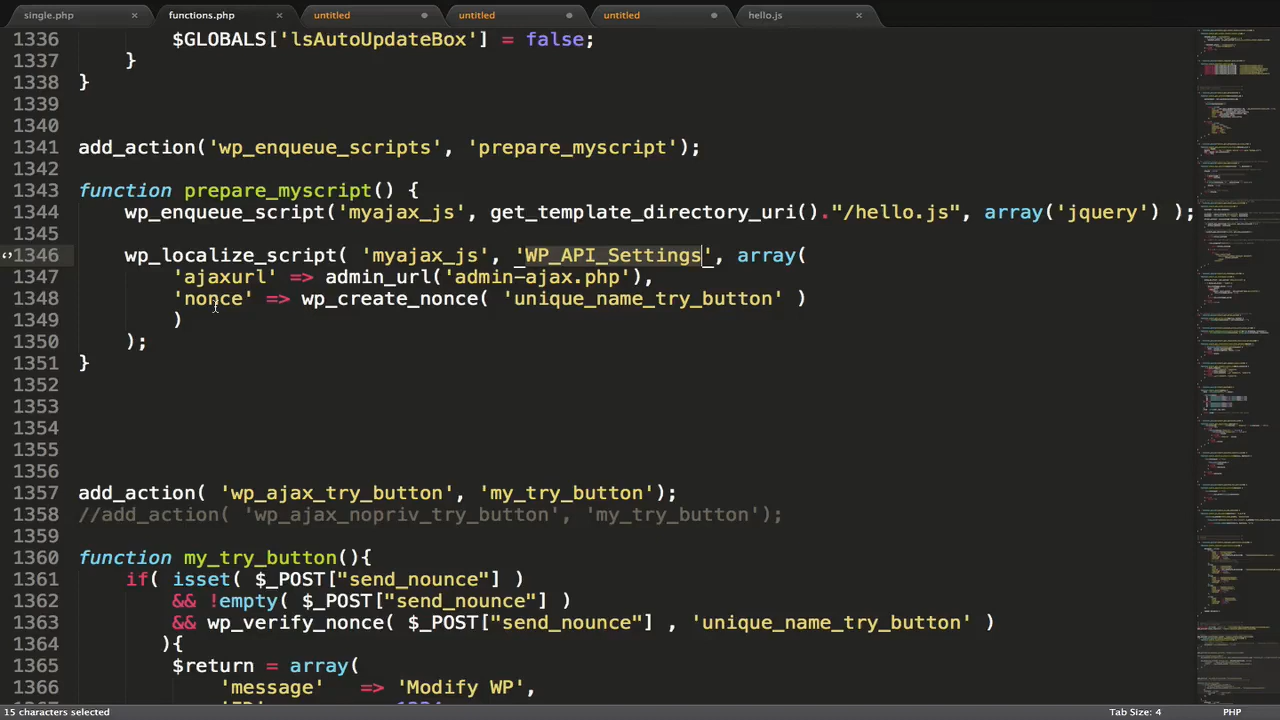 single.php × functions.php × untitled untitled untitled hello.js ×
1336 $GLOBALS['lsAutoUpdateBox'] = false;
1337 }
1338 }
1339
1340
1341 add_action('wp_enqueue_scripts', 'prepare_myscript');
1342
1343 function prepare_myscript() {
1344 wp_enqueue_script('myajax_js', get_template_directory_uri()."/hello.js", array('jquery') );
1345
1346 wp_localize_script( 'myajax_js', 'WP_API_Settings', array(
1347 'ajaxurl' => admin_url('admin-ajax.php'),
1348 'nonce' => wp_create_nonce( 'unique_name_try_button' )
1349 )
1350 );
1351 }
1352
1353
1354
1355
1356
1357 add_action( 'wp_ajax_try_button', 'my_try_button');
1358 //add_action( 'wp_ajax_nopriv_try_button', 'my_try_button');
1359
1360 function my_try_button(){
1361 if( isset( $_POST["send_nounce"] )
1362 && !empty( $_POST["send_nounce"] )
1363 && wp_verify_nonce( $_POST["send_nounce"] , 'unique_name_try_button' )
1364 ){
1365 $return = array(
1366 'message' => 'Modify WP',
15 characters selected Tab Size: 4 PHP